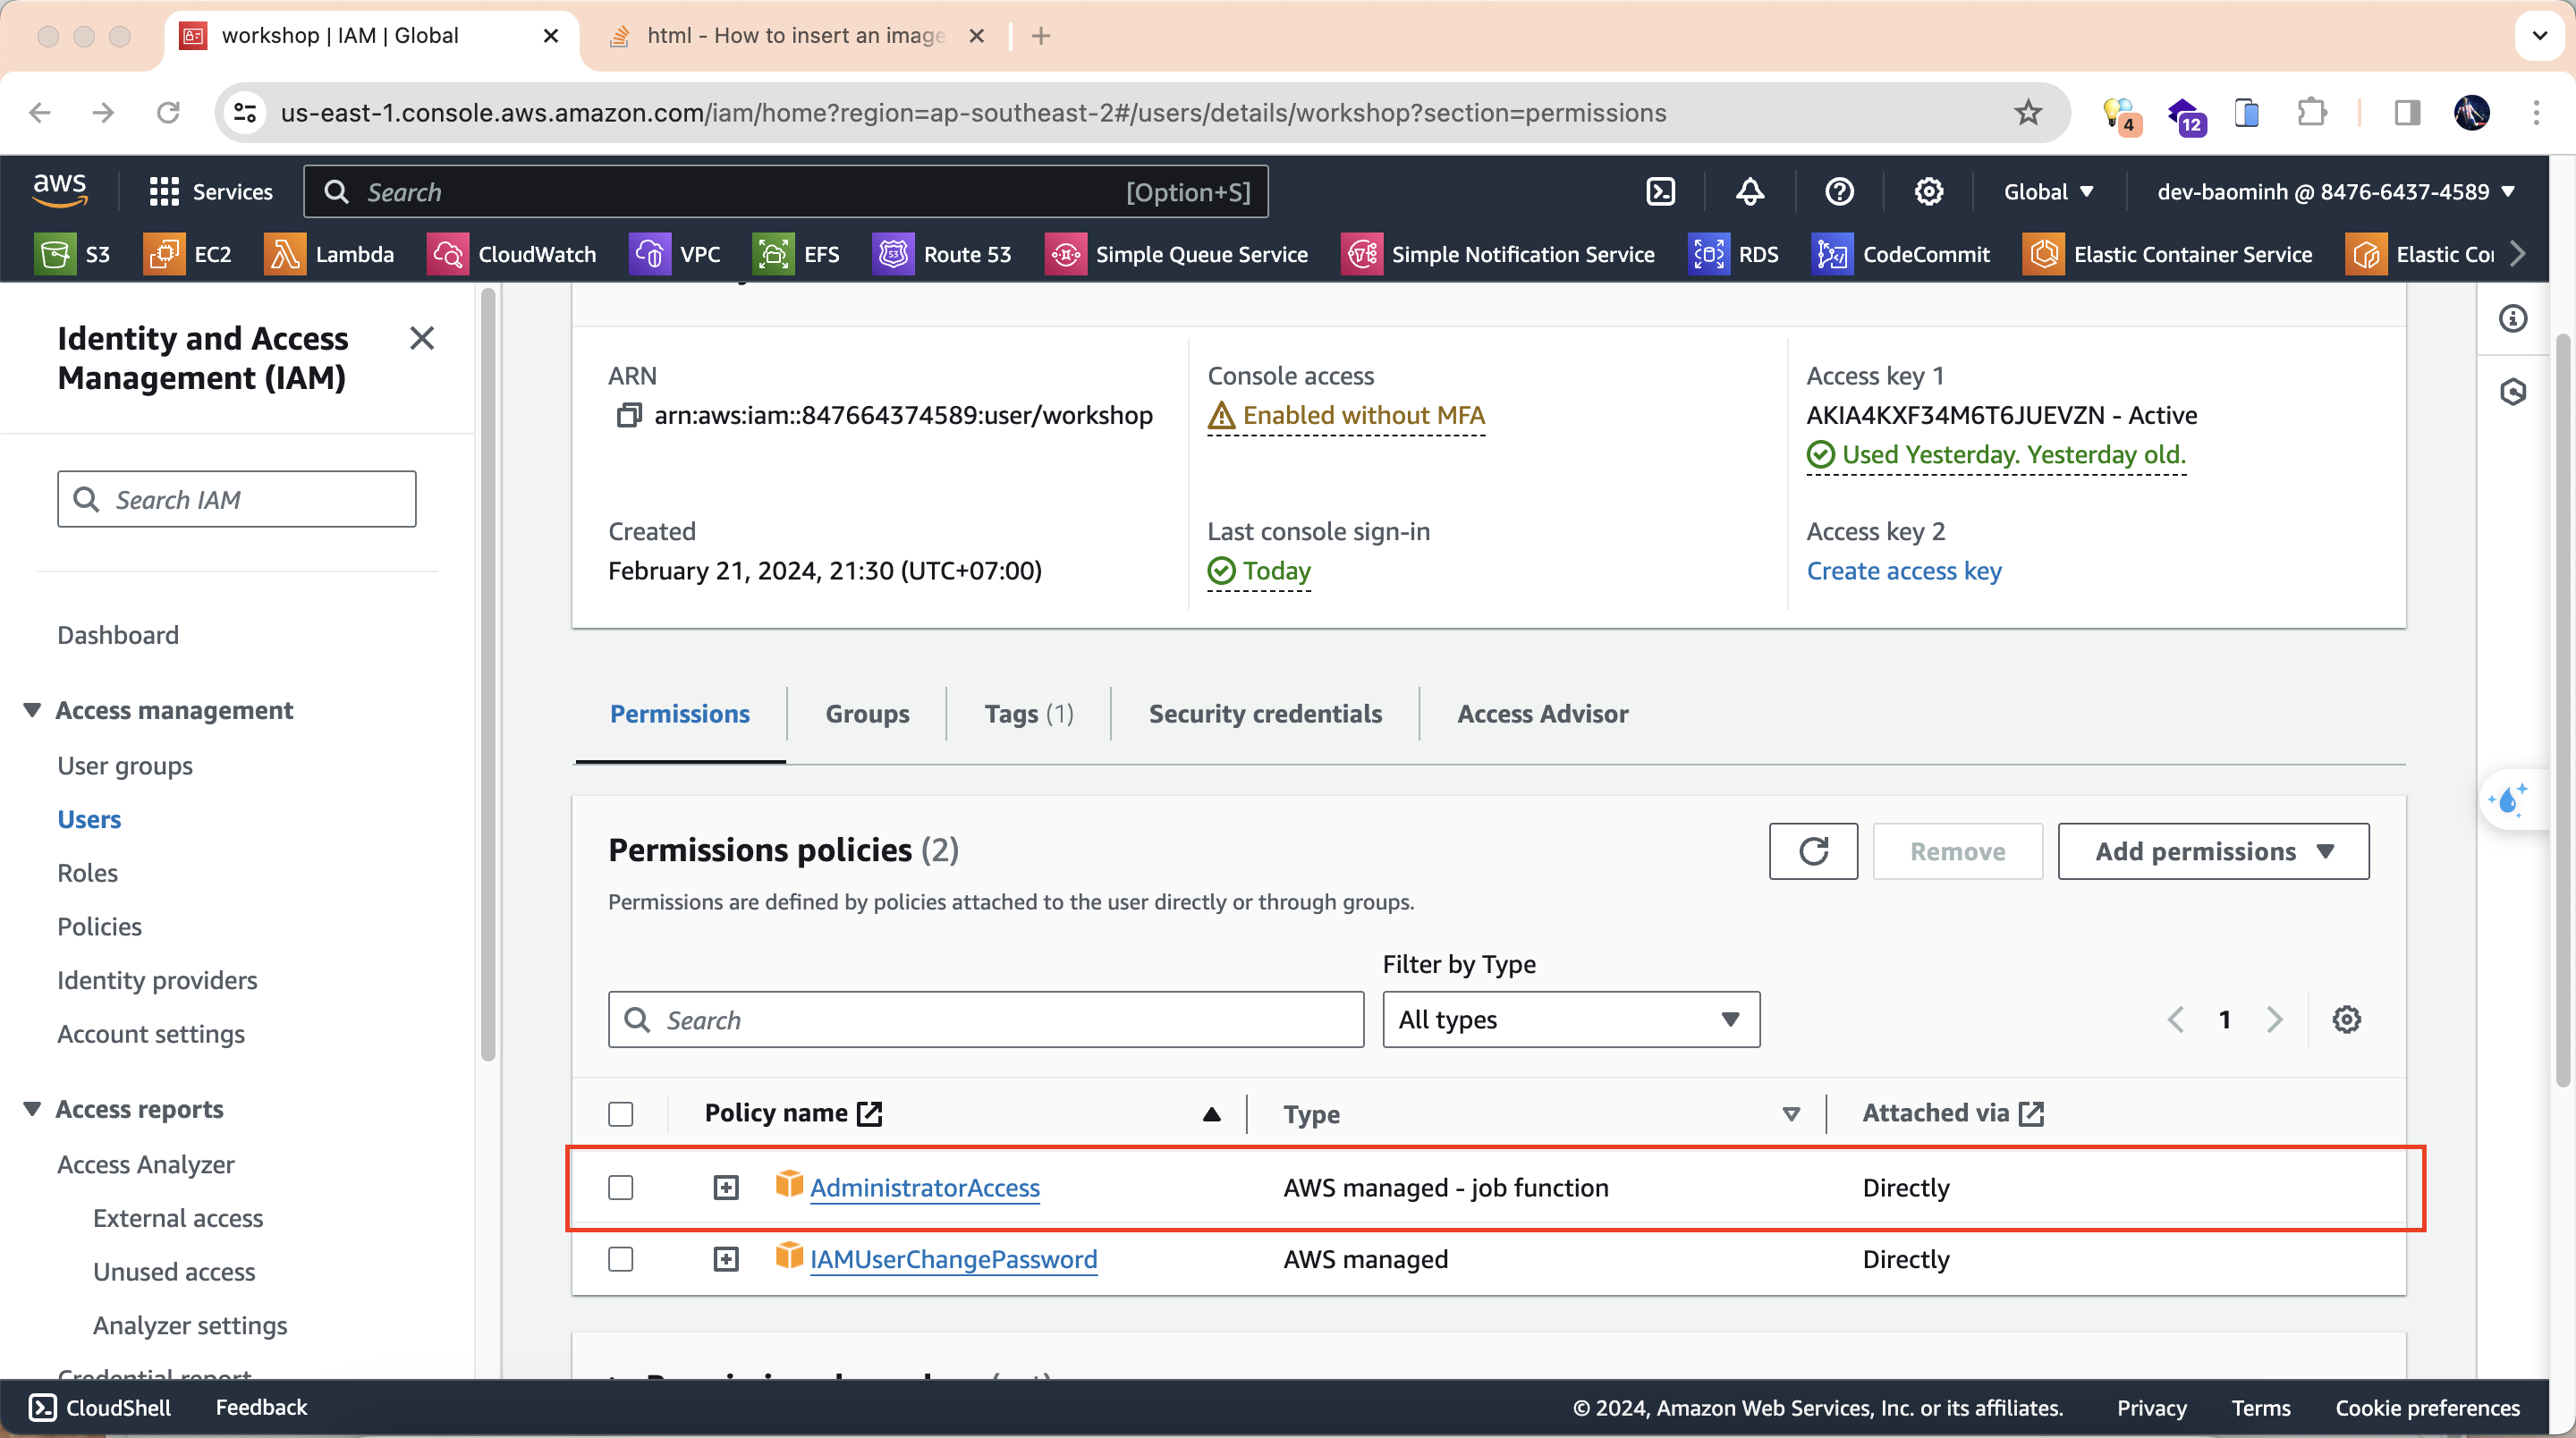 workshop | IAM | Global
html - How to insert an image
us-east-1.console.aws.amazon.com/iam/home?region=ap-southeast-2#/users/details/workshop?section=permissions
4
12
aws
Services
Search
[Option+S]
Global
dev-baominh @ 8476-6437-4589
S3
EC2
Lambda
CloudWatch
VPC
EFS
Route 53
Simple Queue Service
Simple Notification Service
RDS
CodeCommit
Elastic Container Service
Elastic Co
Identity and Access
Management (IAM)
Search IAM
Dashboard
Access management
User groups
Users
Roles
Policies
Identity providers
Account settings
Access reports
Access Analyzer
External access
Unused access
Analyzer settings
Credential report
ARN
arn:aws:iam::847664374589:user/workshop
Console access
Enabled without MFA
Access key 1
AKIA4KXF34M6T6JUEVZN - Active
Used Yesterday. Yesterday old.
Created
February 21, 2024, 21:30 (UTC+07:00)
Last console sign-in
Today
Access key 2
Create access key
Permissions
Groups
Tags (1)
Security credentials
Access Advisor
Permissions policies (2)
Permissions are defined by policies attached to the user directly or through groups.
Remove
Add permissions
Filter by Type
Search
All types
1
Policy name
Type
Attached via
AdministratorAccess
AWS managed - job function
Directly
IAMUserChangePassword
AWS managed
Directly
CloudShell
Feedback
© 2024, Amazon Web Services, Inc. or its affiliates.
Privacy
Terms
Cookie preferences